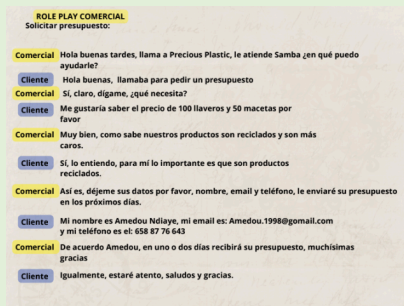 ROLE PLAY COMERCIAL
Solicitar presupuesto:
Comercial Hola buenas tardes, llama a Precious Plastic, le atiende Samba ¿en qué puedo
ayudarle?
Cliente Hola buenas, llamaba para pedir un presupuesto
Comercial Sí, claro, dígame, ¿qué necesita?
Cliente Me gustaría saber el precio de 100 llaveros y 50 macetas por
favor
Comercial Muy bien, como sabe nuestros productos son reciclados y son más
caros.
Cliente Sí, lo entiendo, para mí lo importante es que son productos
reciclados.
Comercial Así es, déjeme sus datos por favor, nombre, email y teléfono, le enviaré su presupuesto
en los próximos días.
Cliente Mi nombre es Amedou Ndiaye, mi email es: Amedou.1998@gomail.com
y mi teléfono es el: 658 87 76 643
Comercial De acuerdo Amedou, en uno o dos días recibirá su presupuesto, muchísimas
gracias
Cliente Igualmente, estaré atento, saludos y gracias.